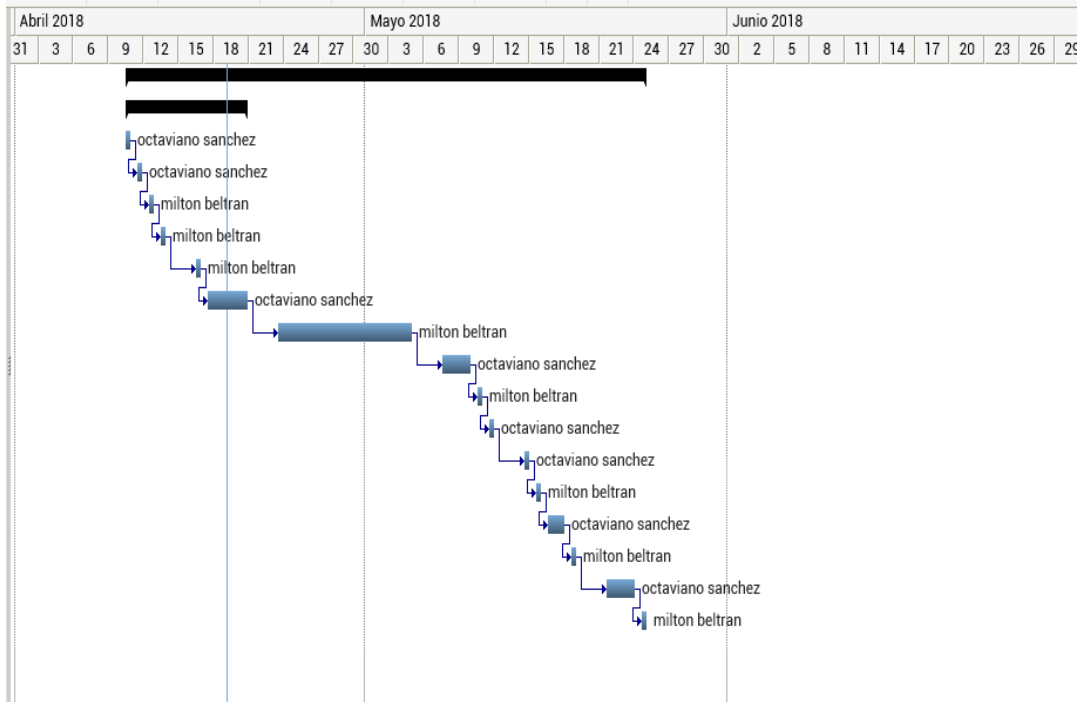 Abril 2018 Mayo 2018 Junio 2018
31 3 6 9 12 15 18 21 24 27 30 3 6 9 12 15 18 21 24 27 30 2 5 8 11 14 17 20 23 26 29
octaviano sanchez
octaviano sanchez
milton beltran
milton beltran
milton beltran
octaviano sanchez
milton beltran
octaviano sanchez
milton beltran
octaviano sanchez
octaviano sanchez
milton beltran
octaviano sanchez
milton beltran
octaviano sanchez
milton beltran